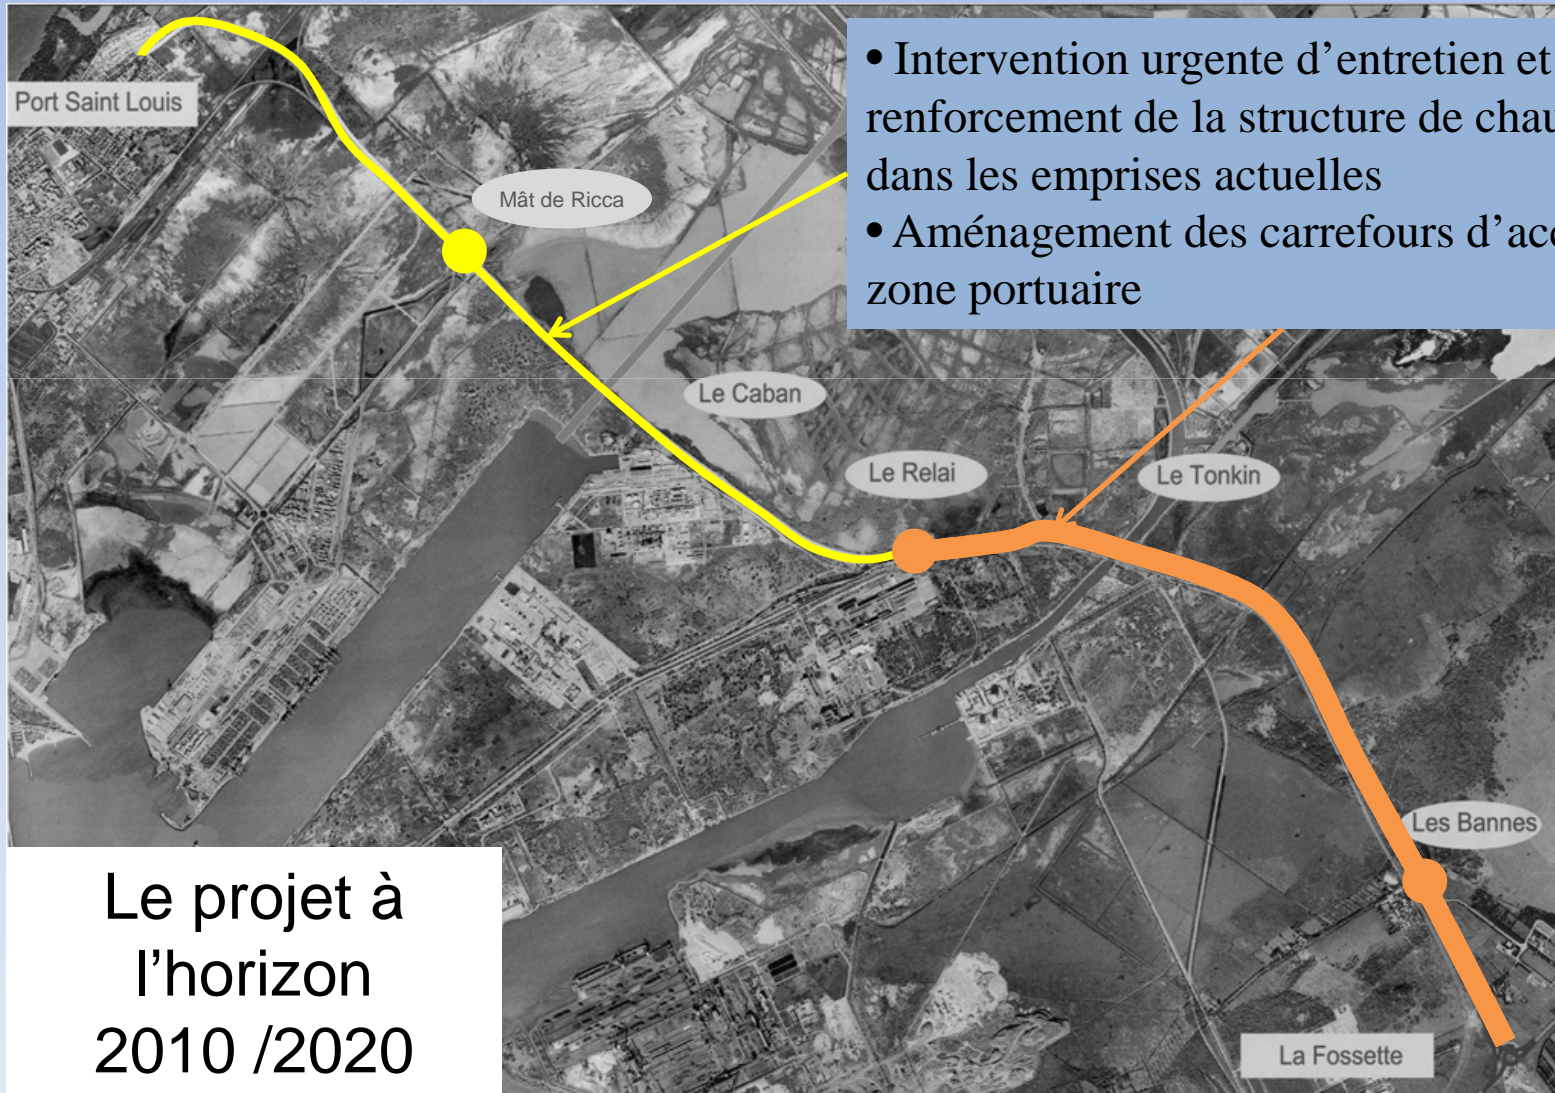 • Intervention urgente d’entretien et
renforcement de la structure de
dans les emprises actuelles
• Aménagement des carrefours
zone portuaire
Port Saint Louis
Mât de Ricca
Le Caban
Le Relai
Le Tonkin
Les Bannes
La Fossette
Le projet à
l’horizon
2010 /2020